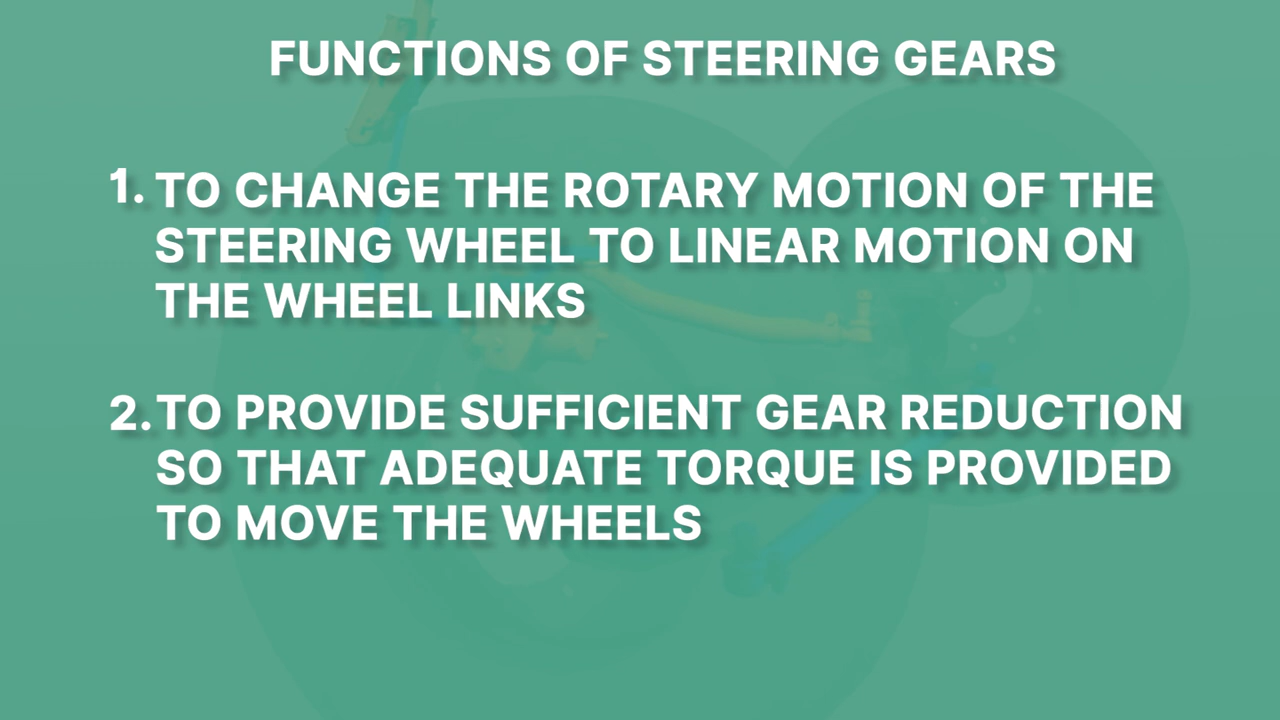 FUNCTIONS OF STEERING GEARS
1. TO CHANGE THE ROTARY MOTION OF THE
STEERING WHEEL TO LINEAR MOTION ON
THE WHEEL LINKS
2. TO PROVIDE SUFFICIENT GEAR REDUCTION
SO THAT ADEQUATE TORQUE IS PROVIDED
TO MOVE THE WHEELS